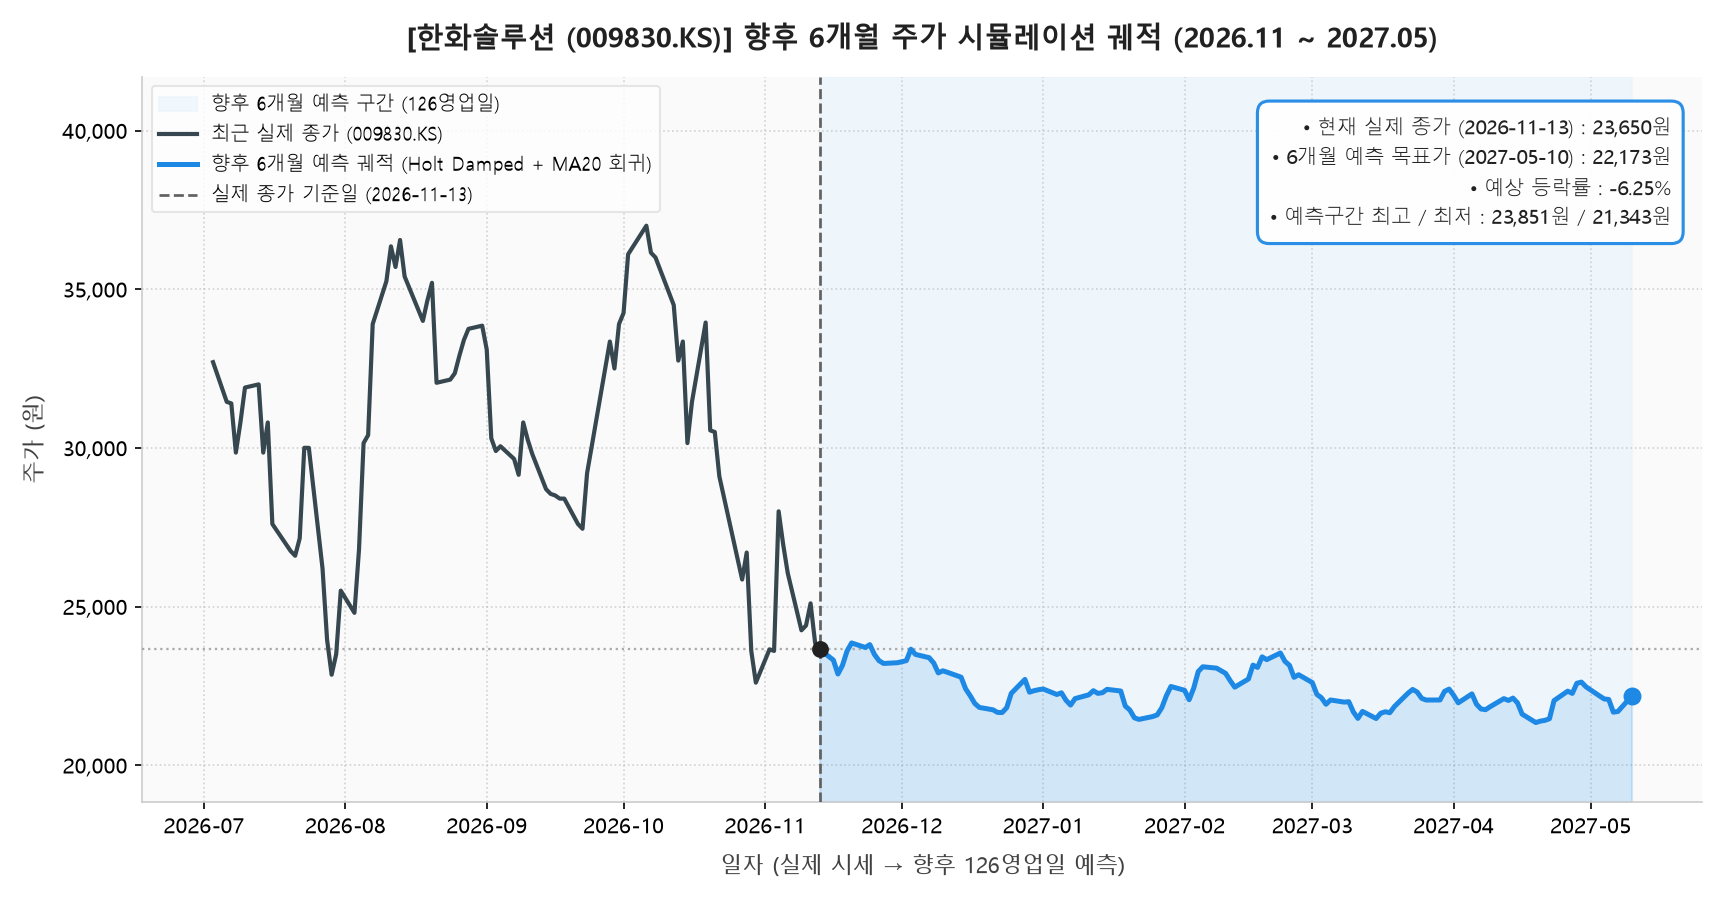 [한화솔루션 (009830.KS)] 향후 6개월 주가 시뮬레이션 궤적 (2026.11 ~ 2027.05)
향후 6개월 예측 구간 (126영업일)
최근 실제 종가 (009830.KS)
향후 6개월 예측 궤적 (Holt Damped + MA20 회귀)
실제 종가 기준일 (2026-11-13)
• 현재 실제 종가 (2026-11-13) : 23,650원
• 6개월 예측 목표가 (2027-05-10) : 22,173원
• 예상 등락률 : -6.25%
• 예측구간 최고 / 최저 : 23,851원 / 21,343원
주가 (원)
40,000
35,000
30,000
25,000
20,000
2026-07 2026-08 2026-09 2026-10 2026-11 2026-12 2027-01 2027-02 2027-03 2027-04 2027-05
일자 (실제 시세 → 향후 126영업일 예측)